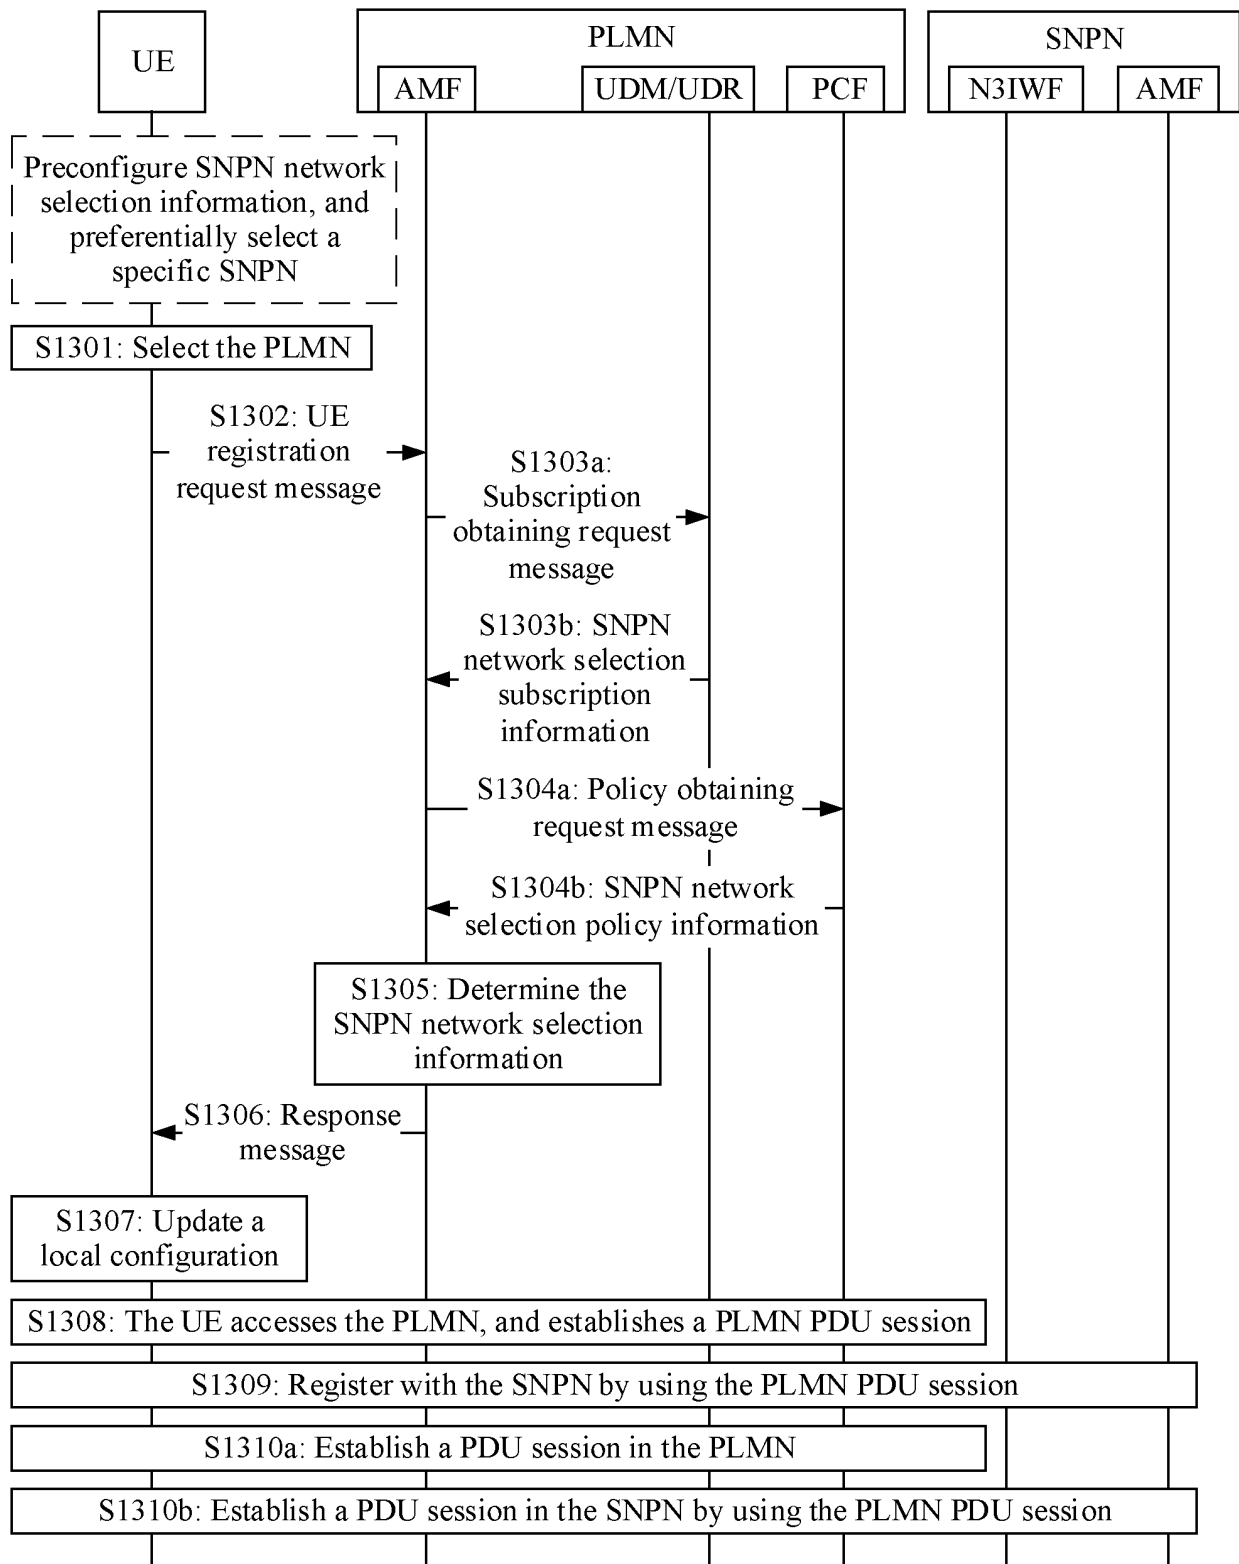 UE
PLMN
AMF
UDM/UDR
PCF
SNPN
N3IWF
AMF
Preconfigure SNPN network
selection information, and
preferentially select a
specific SNPN
S1301: Select the PLMN
S1302: UE
registration
request message
S1303a:
Subscription
obtaining request
message
S1303b: SNPN
network selection
subscription
information
S1304a: Policy obtaining
request message
S1304b: SNPN network
selection policy information
S1305: Determine the
SNPN network selection
information
S1306: Response
message
S1307: Update a
local configuration
S1308: The UE accesses the PLMN, and establishes a PLMN PDU session
S1309: Register with the SNPN by using the PLMN PDU session
S1310a: Establish a PDU session in the PLMN
S1310b: Establish a PDU session in the SNPN by using the PLMN PDU session